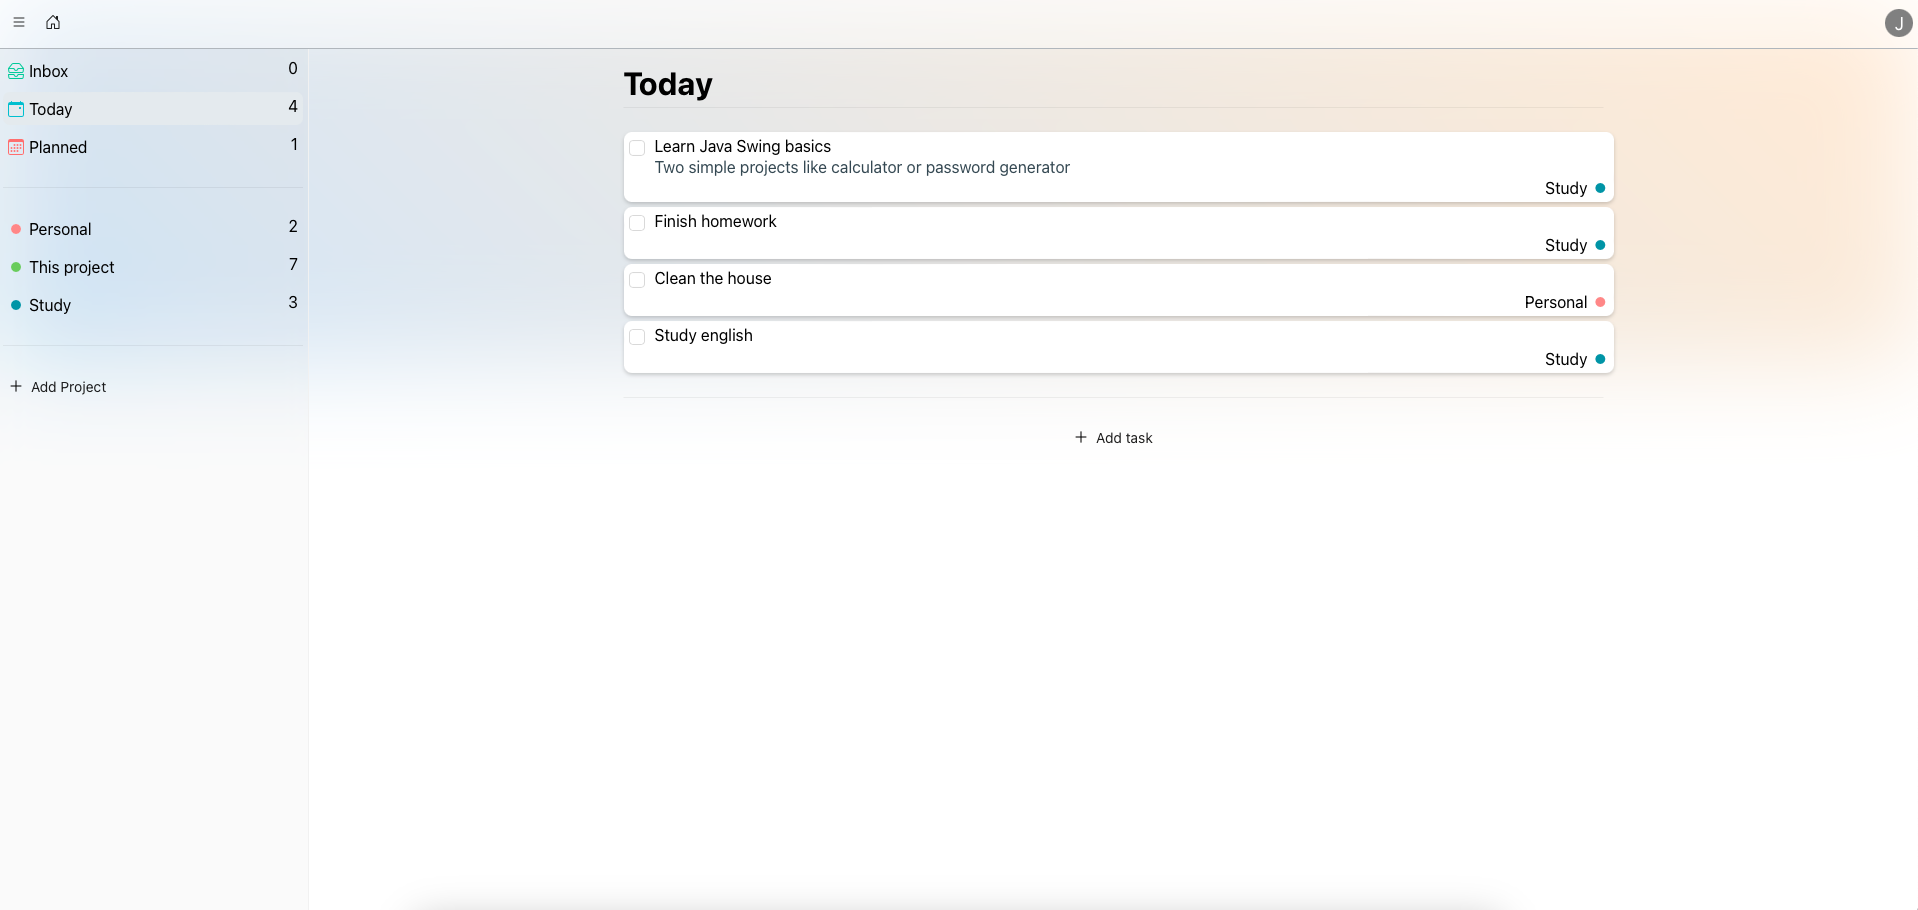 J
Inbox 0
Today 4
Planned 1
Personal 2
This project 7
Study 3
Add Project
Today
Learn Java Swing basics
Two simple projects like calculator or password generator
Study
Finish homework
Study
Clean the house
Personal
Study english
Study
Add task